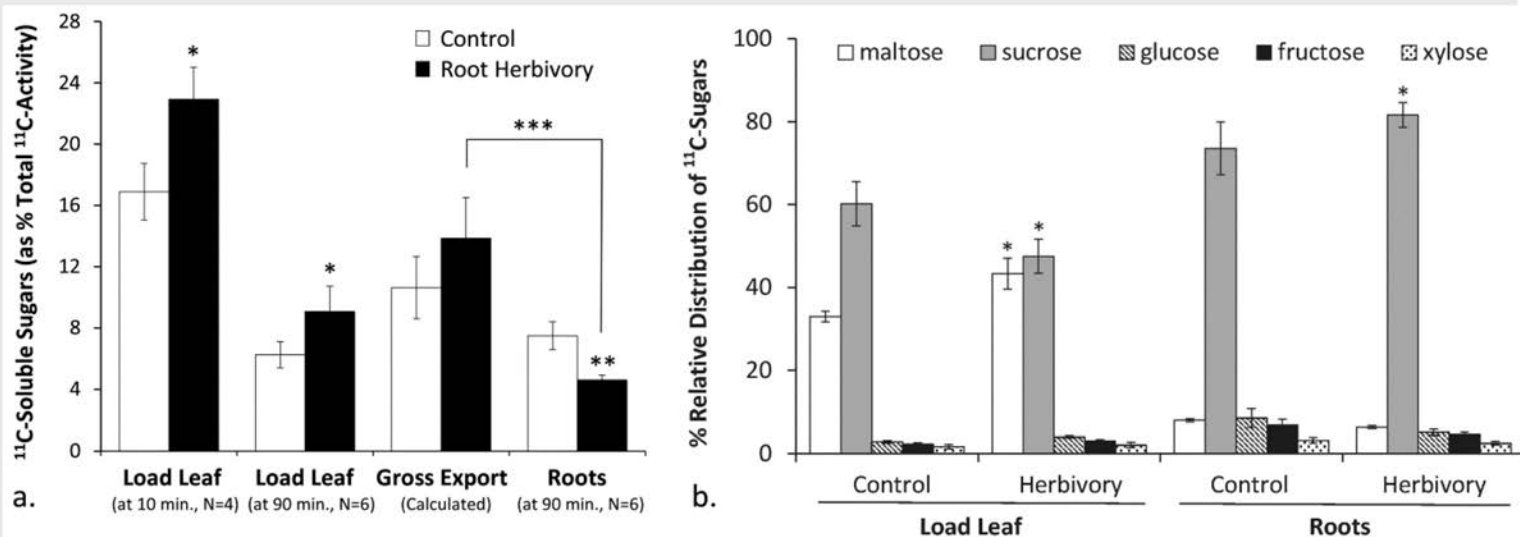 ¹¹C-Soluble Sugars (as % Total ¹¹C-Activity)
28
24
20
16
12
8
4
0
Control
Root Herbivory
*
*
***
**
Load Leaf
(at 10 min., N=4)
Load Leaf
(at 90 min., N=6)
Gross Export
(Calculated)
Roots
(at 90 min., N=6)
a.
% Relative Distribution of ¹¹C-Sugars
100
80
60
40
20
0
maltose sucrose glucose fructose xylose
*
*
*
Control Herbivory Control Herbivory
Load Leaf Roots
b.